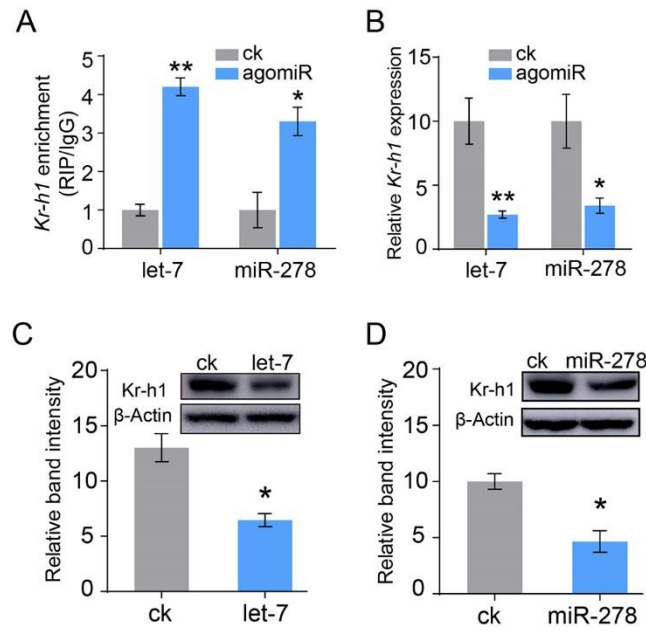 A
ck
agomiR
Kr-h1 enrichment
(RIP/IgG)
5
4
3
2
1
0
**
*
let-7
miR-278
B
ck
agomiR
Relative Kr-h1 expression
15
10
5
0
**
*
let-7
miR-278
C
Relative band intensity
20
15
10
5
0
ck let-7
Kr-h1
β-Actin
*
ck
let-7
D
Relative band intensity
20
15
10
5
0
ck miR-278
Kr-h1
β-Actin
*
ck
miR-278